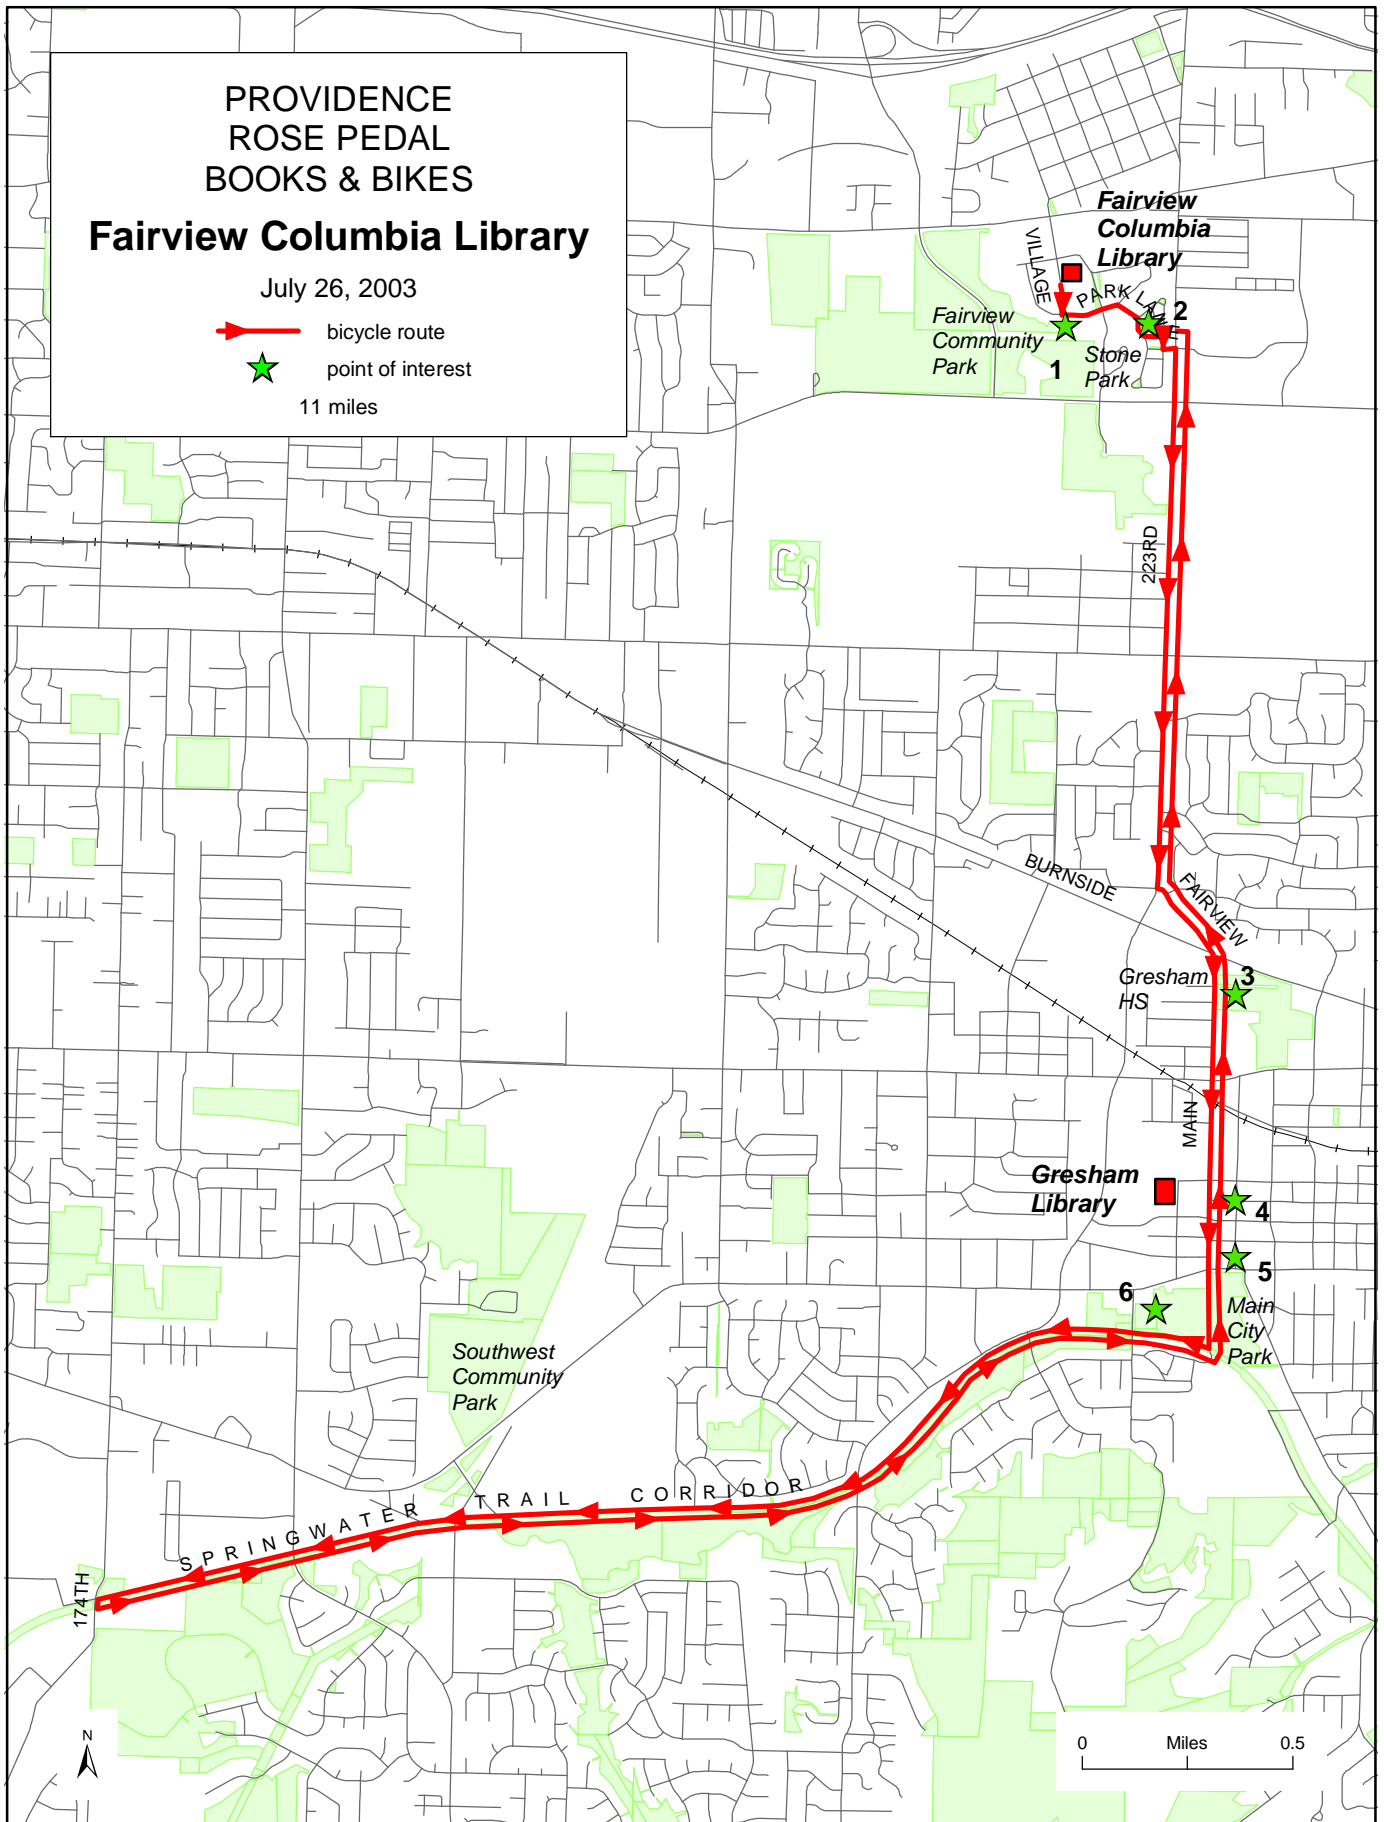 PROVIDENCE
ROSE PEDAL
BOOKS & BIKES
Fairview Columbia Library
July 26, 2003
bicycle route
point of interest
11 miles
Fairview
Columbia
Library
VILLAGE
PARK LANE
2
Fairview
Community
Park
1
Stone
Park
223RD
BURNSIDE
FAIRVIEW
Gresham
HS
3
MAIN
Gresham
Library
4
5
6
Main
City
Park
Southwest
Community
Park
SPRINGWATER TRAIL CORRIDOR
174TH
N
0 Miles 0.5